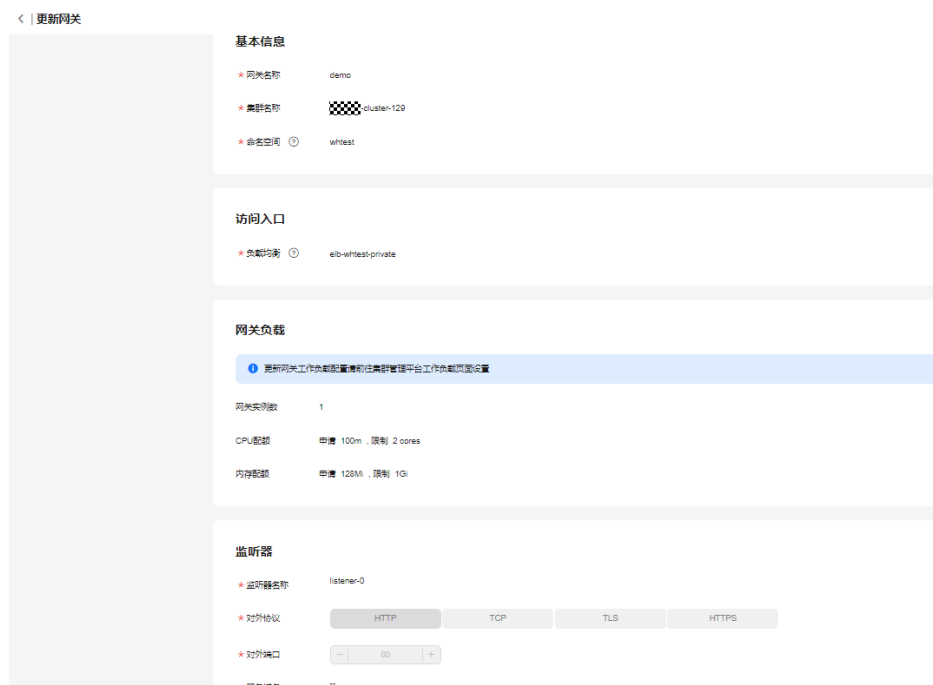 < | 更新网关
基本信息
* 网关名称 demo
* 集群名称 -cluster-129
* 命名空间 ? whtest
访问入口
* 负载均衡 ? elb-whtest-private
网关负载
更新网关工作负载配置请前往集群管理平台工作负载页面设置
网关实例数 1
CPU配额 申请 100m , 限制 2 cores
内存配额 申请 128Mi , 限制 1Gi
监听器
* 监听器名称 listener-0
* 对外协议 HTTP TCP TLS HTTPS
* 对外端口 − 80 +